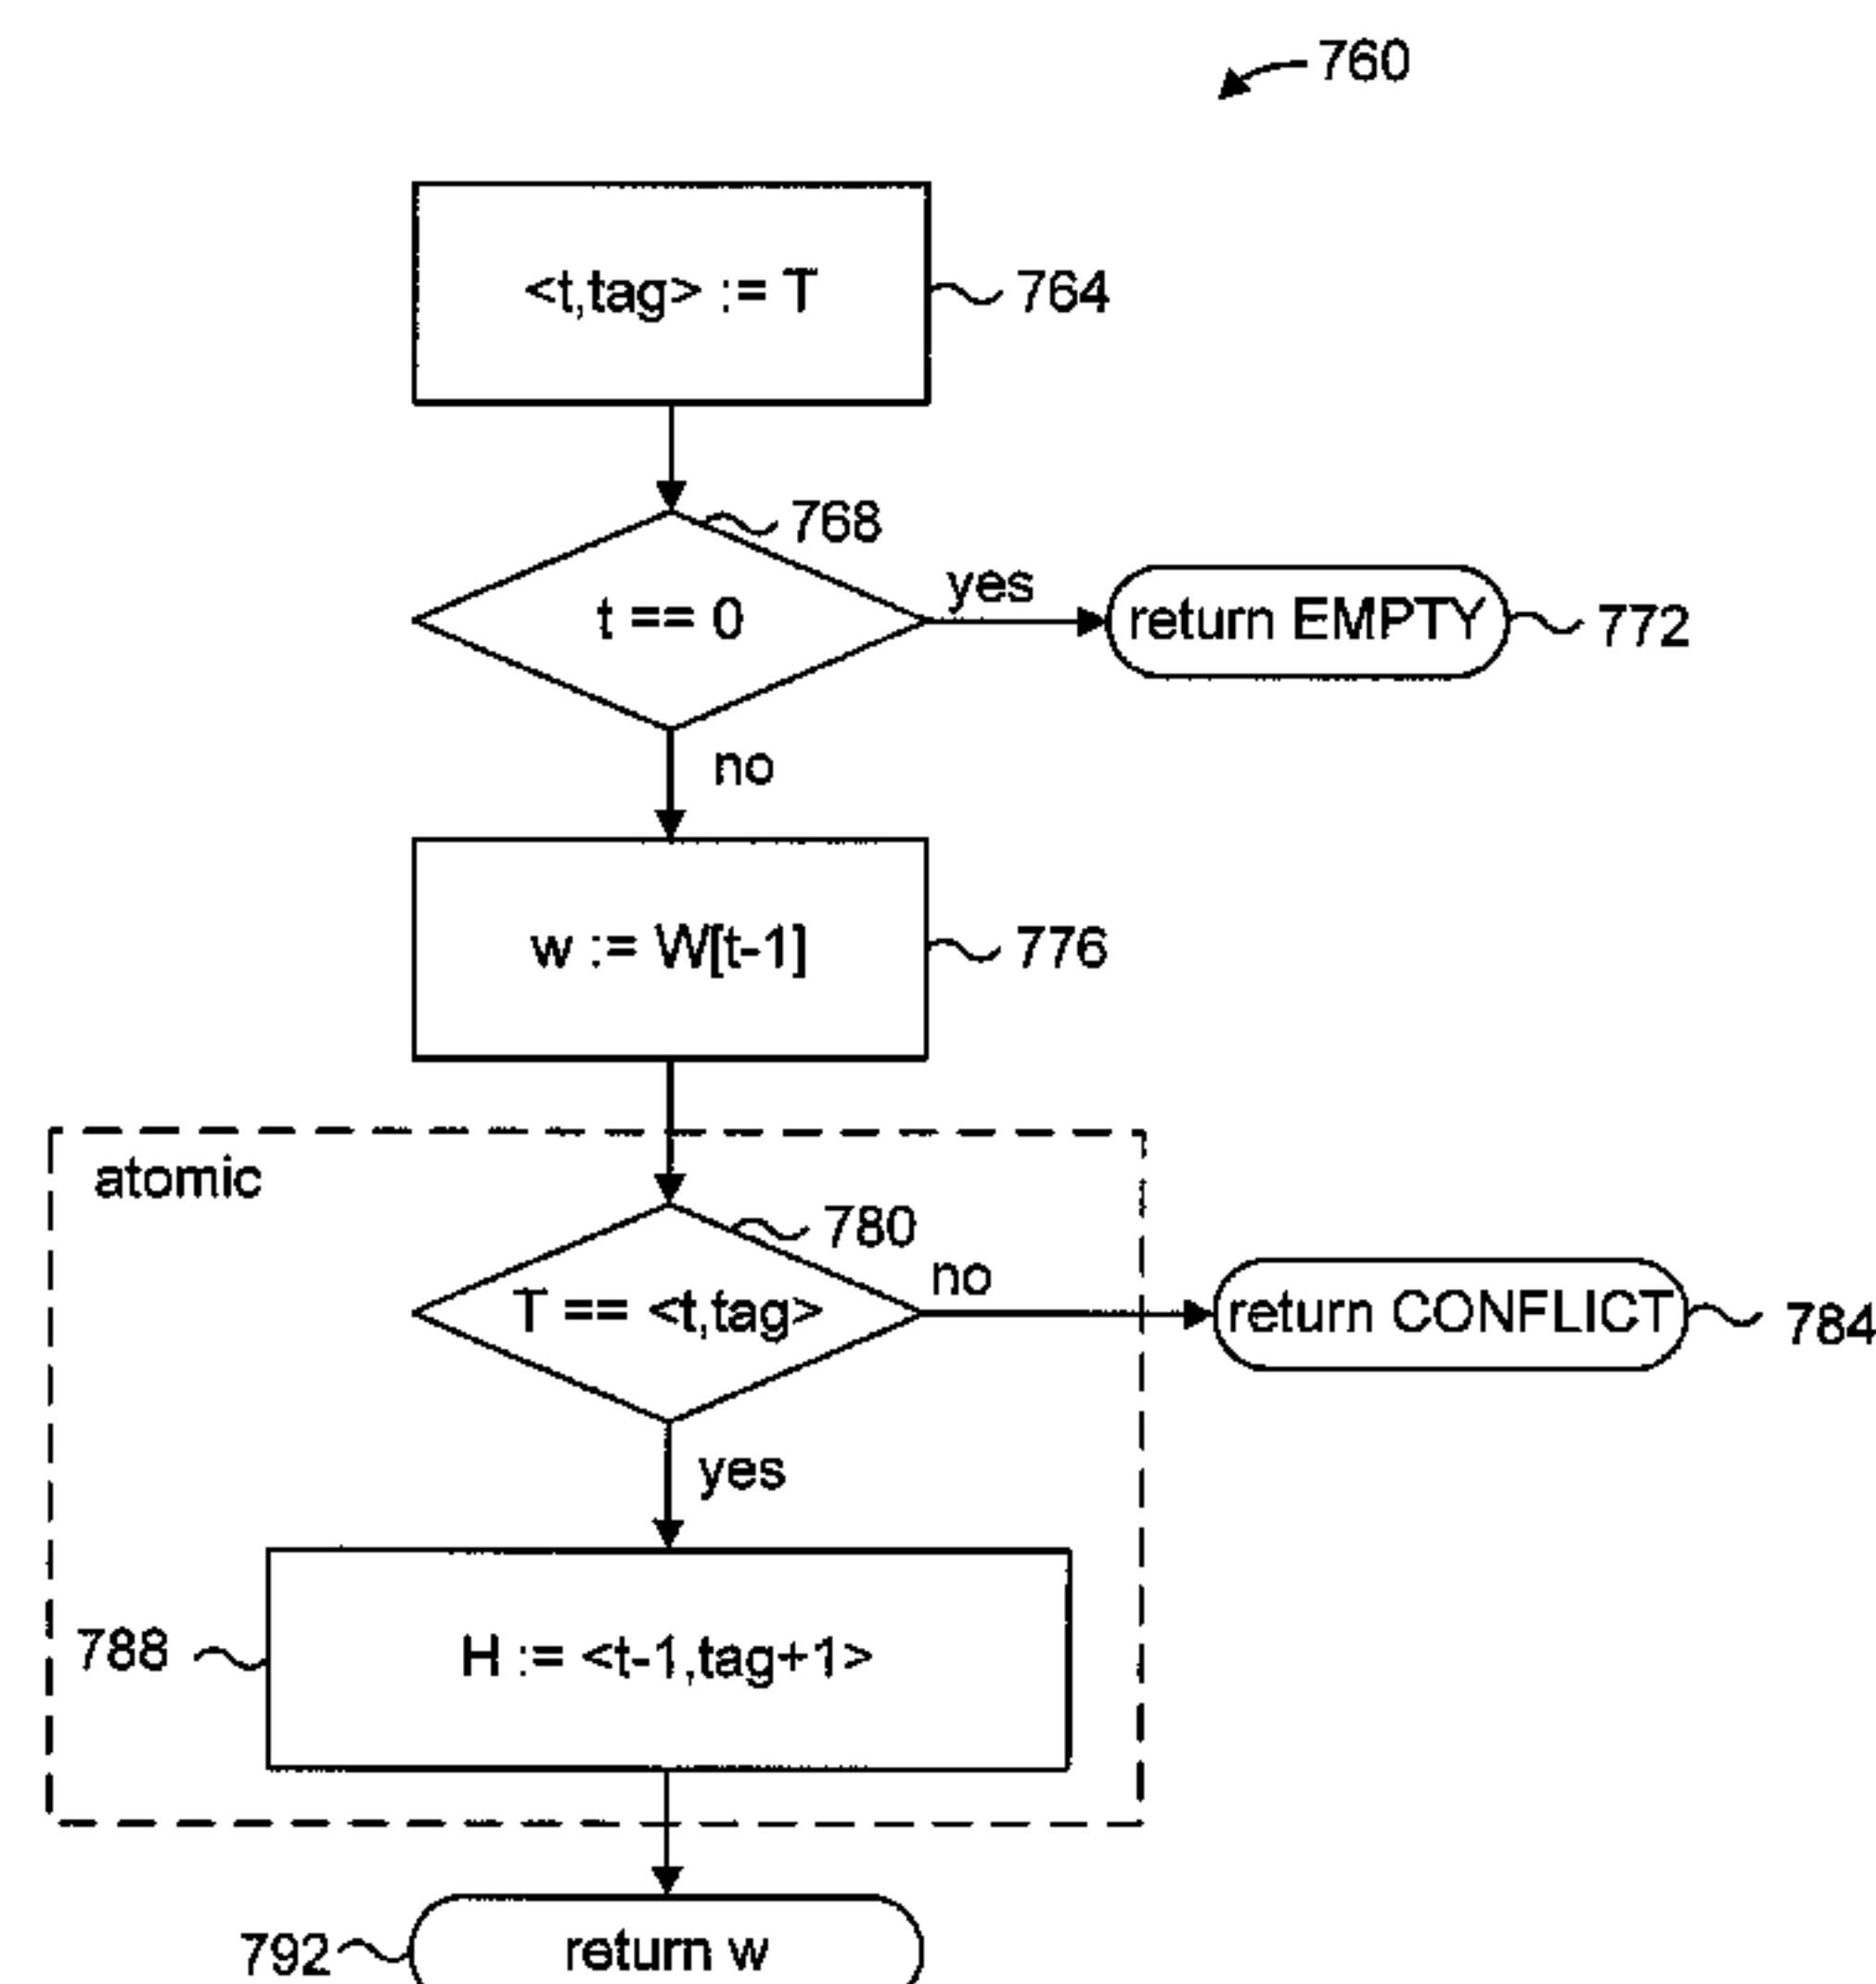 760
<t,tag> := T
764
768
t == 0
yes
return EMPTY
772
no
w := W[t-1]
776
atomic
780
T == <t,tag>
no
return CONFLICT
784
yes
788
H := <t-1,tag+1>
792
return w